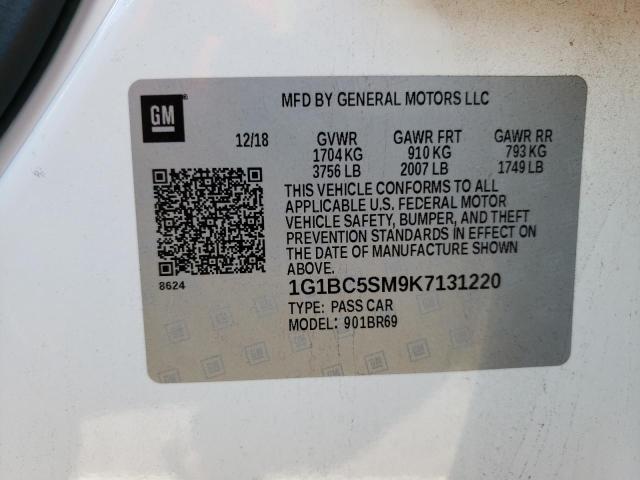 GM
MFD BY GENERAL MOTORS LLC
12/18 GVWR GAWR FRT GAWR RR
1704 KG 910 KG 793 KG
3756 LB 2007 LB 1749 LB
THIS VEHICLE CONFORMS TO ALL
APPLICABLE U.S. FEDERAL MOTOR
VEHICLE SAFETY, BUMPER, AND THEFT
PREVENTION STANDARDS IN EFFECT ON
THE DATE OF MANUFACTURE SHOWN
ABOVE.
8624
1G1BC5SM9K7131220
TYPE: PASS CAR
MODEL: 901BR69